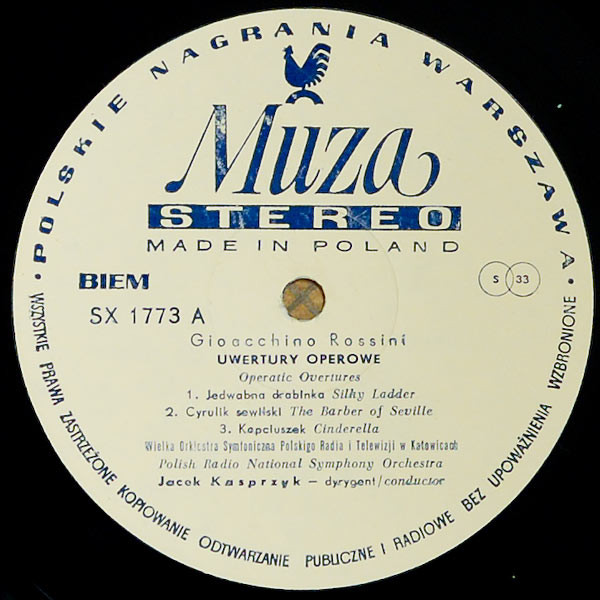 • POLSKIE NAGRANIA WARSZAWA •
Muza
STEREO
MADE IN POLAND
BIEM
S 33
SX 1773 A
Gioacchino Rossini
UWERTURY OPEROWE
Operatic Overtures
1. Jedwabna drabinka Silky Ladder
2. Cyrulik sewilski The Barber of Seville
3. Kopciuszek Cinderella
Wielka Orkiestra Symfoniczna Polskiego Radia i Telewizji w Katowicach
Polish Radio National Symphony Orchestra
Jacek Kasprzyk – dyrygent/conductor
WSZYSTKIE PRAWA ZASTRZEŻONE KOPIOWANIE ODTWARZANIE PUBLICZNE I RADIOWE BEZ UPOWAŻNIENIA WZBRONIONE